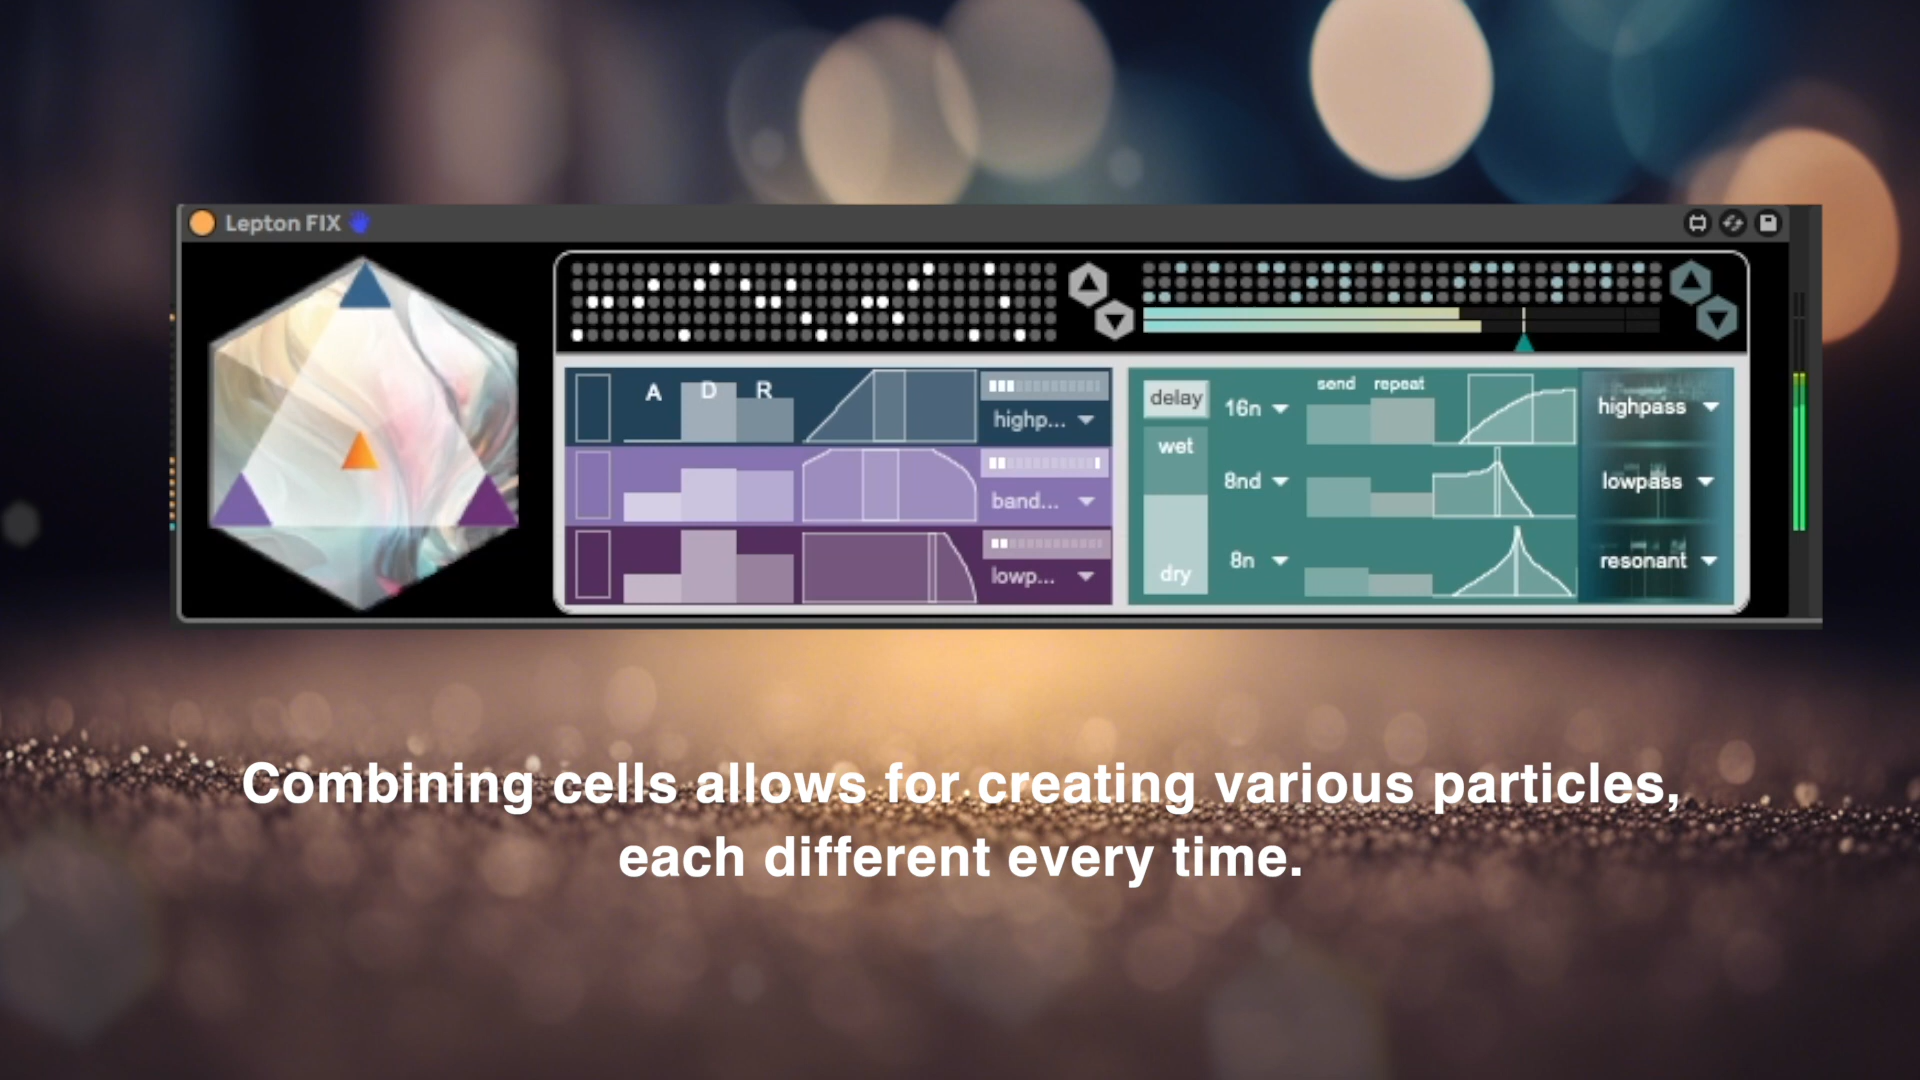 Lepton FIX
A D R
highp...
band...
lowp...
delay
wet
dry
16n
8nd
8n
send repeat
highpass
lowpass
resonant
Combining cells allows for creating various particles,
each different every time.